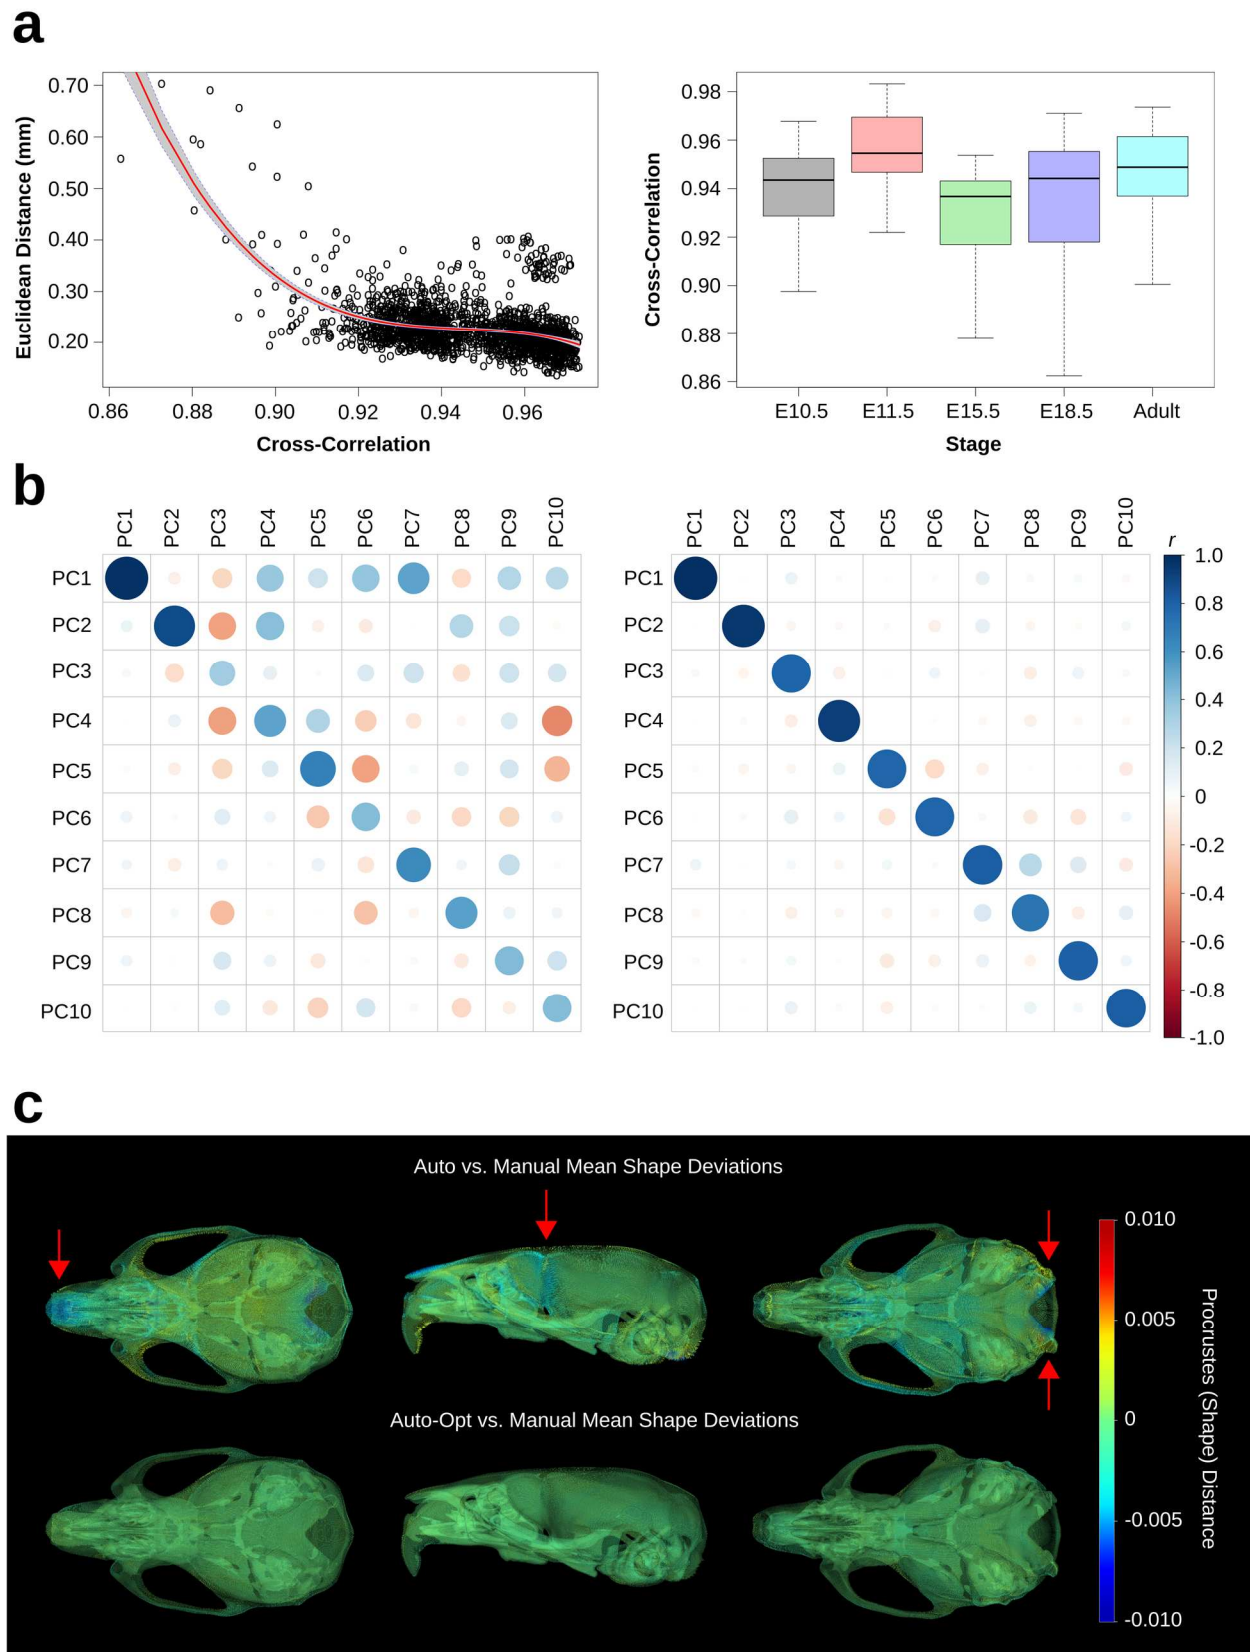 a
0.70
0.60
0.50
0.40
0.30
0.20
Euclidean Distance (mm)
0.86 0.88 0.90 0.92 0.94 0.96
Cross-Correlation
0.98
0.96
0.94
0.92
0.90
0.88
0.86
Cross-Correlation
E10.5 E11.5 E15.5 E18.5 Adult
Stage
b
PC1 PC2 PC3 PC4 PC5 PC6 PC7 PC8 PC9 PC10
PC1
PC2
PC3
PC4
PC5
PC6
PC7
PC8
PC9
PC10
PC1 PC2 PC3 PC4 PC5 PC6 PC7 PC8 PC9 PC10
PC1
PC2
PC3
PC4
PC5
PC6
PC7
PC8
PC9
PC10
r
1.0
0.8
0.6
0.4
0.2
0
-0.2
-0.4
-0.6
-0.8
-1.0
c
Auto vs. Manual Mean Shape Deviations
Auto-Opt vs. Manual Mean Shape Deviations
0.010
0.005
0
-0.005
-0.010
Procrustes (Shape) Distance